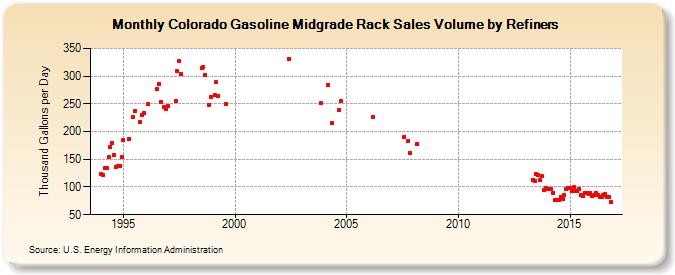 Monthly Colorado Gasoline Midgrade Rack Sales Volume by Refiners
Thousand Gallons per Day
350
300
250
200
150
100
50
1995 2000 2005 2010 2015
Source: U.S. Energy Information Administration